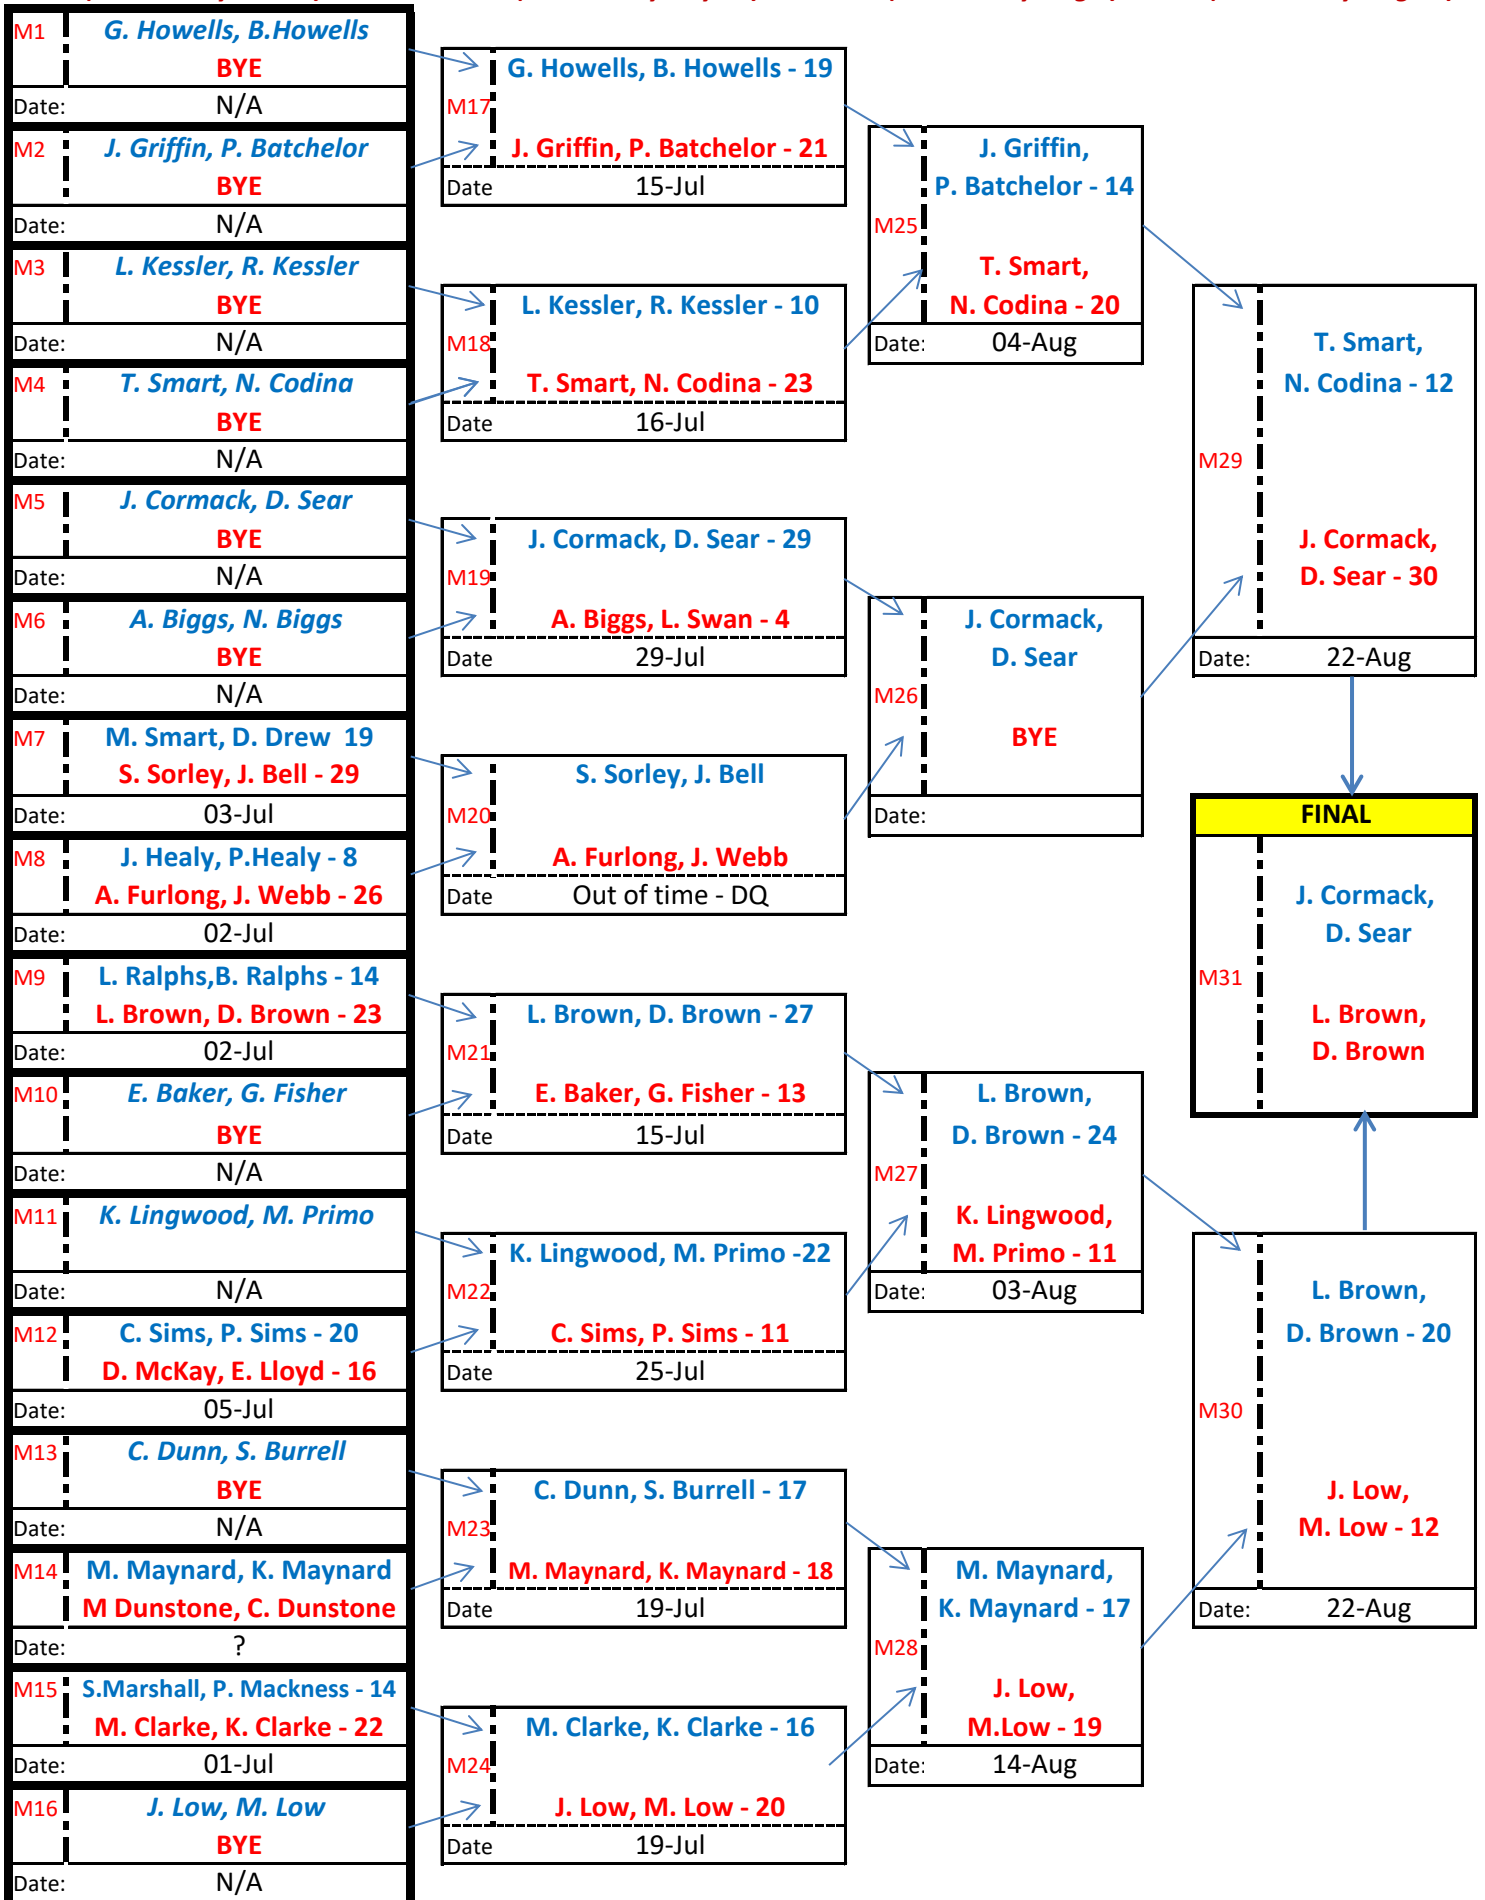 M1 G. Howells, B.Howells
BYE
Date: N/A
M2 J. Griffin, P. Batchelor
BYE
Date: N/A
M3 L. Kessler, R. Kessler
BYE
Date: N/A
M4 T. Smart, N. Codina
BYE
Date: N/A
M5 J. Cormack, D. Sear
BYE
Date: N/A
M6 A. Biggs, N. Biggs
BYE
Date: N/A
M7 M. Smart, D. Drew 19
S. Sorley, J. Bell - 29
Date: 03-Jul
M8 J. Healy, P.Healy - 8
A. Furlong, J. Webb - 26
Date: 02-Jul
M9 L. Ralphs,B. Ralphs - 14
L. Brown, D. Brown - 23
Date: 02-Jul
M10 E. Baker, G. Fisher
BYE
Date: N/A
M11 K. Lingwood, M. Primo
Date: N/A
M12 C. Sims, P. Sims - 20
D. McKay, E. Lloyd - 16
Date: 05-Jul
M13 C. Dunn, S. Burrell
BYE
Date: N/A
M14 M. Maynard, K. Maynard
M Dunstone, C. Dunstone
Date: ?
M15 S.Marshall, P. Mackness - 14
M. Clarke, K. Clarke - 22
Date: 01-Jul
M16 J. Low, M. Low
BYE
Date: N/A
G. Howells, B. Howells - 19
M17
J. Griffin, P. Batchelor - 21
Date 15-Jul
L. Kessler, R. Kessler - 10
M18
T. Smart, N. Codina - 23
Date 16-Jul
J. Cormack, D. Sear - 29
M19
A. Biggs, L. Swan - 4
Date 29-Jul
S. Sorley, J. Bell
M20
A. Furlong, J. Webb
Date Out of time - DQ
L. Brown, D. Brown - 27
M21
E. Baker, G. Fisher - 13
Date 15-Jul
K. Lingwood, M. Primo -22
M22
C. Sims, P. Sims - 11
Date 25-Jul
C. Dunn, S. Burrell - 17
M23
M. Maynard, K. Maynard - 18
Date 19-Jul
M. Clarke, K. Clarke - 16
M24
J. Low, M. Low - 20
Date 19-Jul
J. Griffin,
P. Batchelor - 14
M25
T. Smart,
N. Codina - 20
Date: 04-Aug
J. Cormack,
D. Sear
M26
BYE
Date:
L. Brown,
D. Brown - 24
M27
K. Lingwood,
M. Primo - 11
Date: 03-Aug
M. Maynard,
K. Maynard - 17
M28
J. Low,
M.Low - 19
Date: 14-Aug
T. Smart,
N. Codina - 12
M29
J. Cormack,
D. Sear - 30
Date: 22-Aug
FINAL
J. Cormack,
D. Sear
M31
L. Brown,
D. Brown
L. Brown,
D. Brown - 20
M30
J. Low,
M. Low - 12
Date: 22-Aug